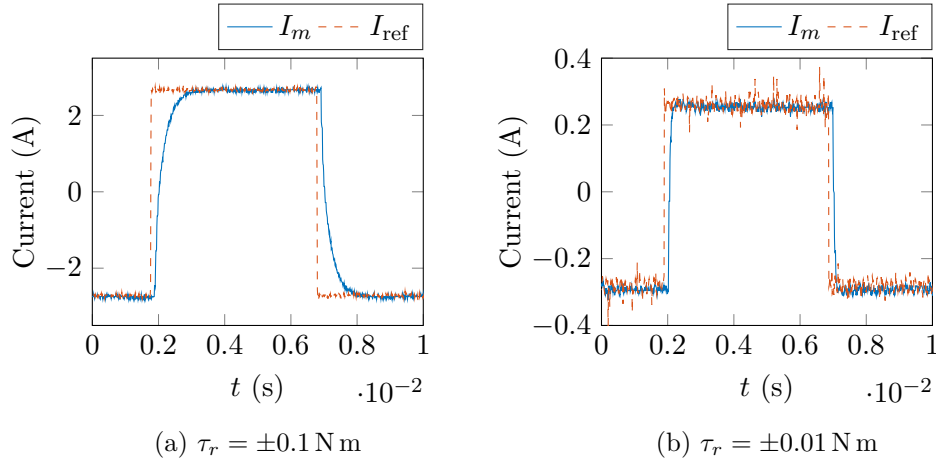 I_m I_ref
2
0
−2
Current (A)
0 0.2 0.4 0.6 0.8 1
t (s)
·10⁻²
(a) τ_r = ±0.1 N m
I_m I_ref
0.4
0.2
0
−0.2
−0.4
Current (A)
0 0.2 0.4 0.6 0.8 1
t (s)
·10⁻²
(b) τ_r = ±0.01 N m